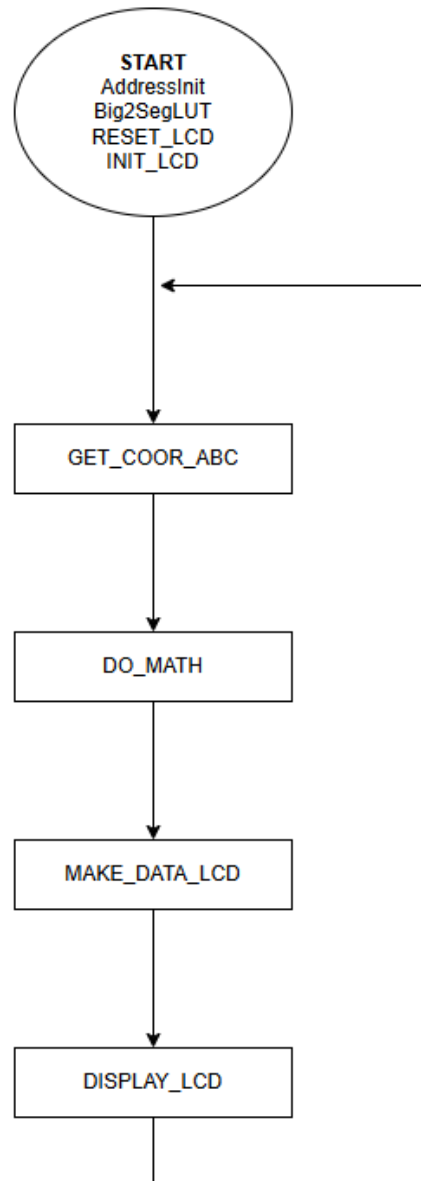 START
AddressInit
Big2SegLUT
RESET_LCD
INIT_LCD
GET_COOR_ABC
DO_MATH
MAKE_DATA_LCD
DISPLAY_LCD